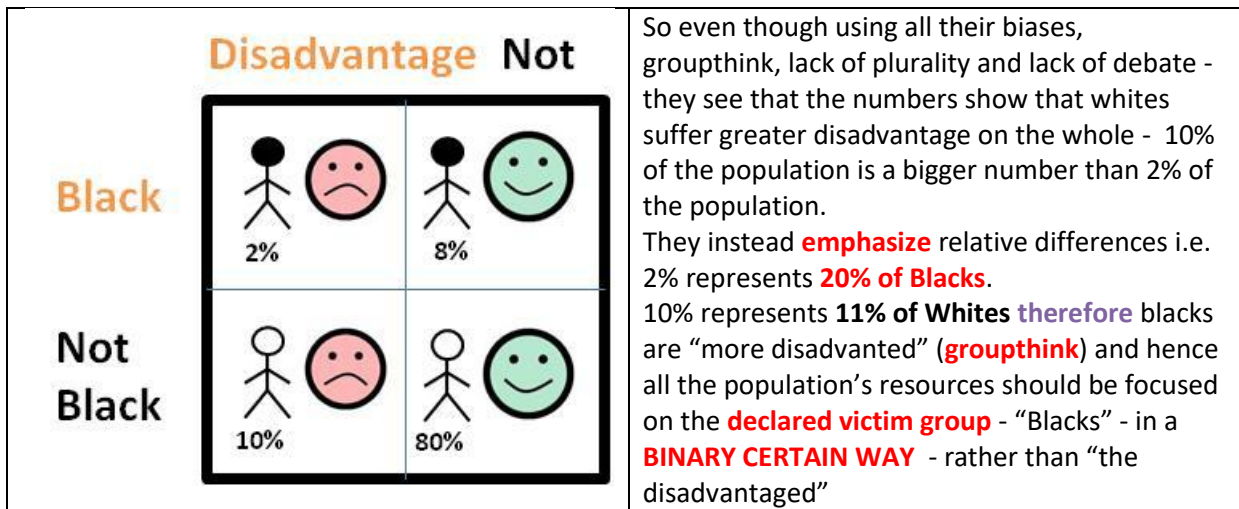 Disadvantage Not
Black
2%
8%
Not
Black
10%
80%
So even though using all their biases,
groupthink, lack of plurality and lack of debate -
they see that the numbers show that whites
suffer greater disadvantage on the whole - 10%
of the population is a bigger number than 2% of
the population.
They instead emphasize relative differences i.e.
2% represents 20% of Blacks.
10% represents 11% of Whites therefore blacks
are “more disadvanted” (groupthink) and hence
all the population’s resources should be focused
on the declared victim group - “Blacks” - in a
BINARY CERTAIN WAY - rather than “the
disadvantaged”